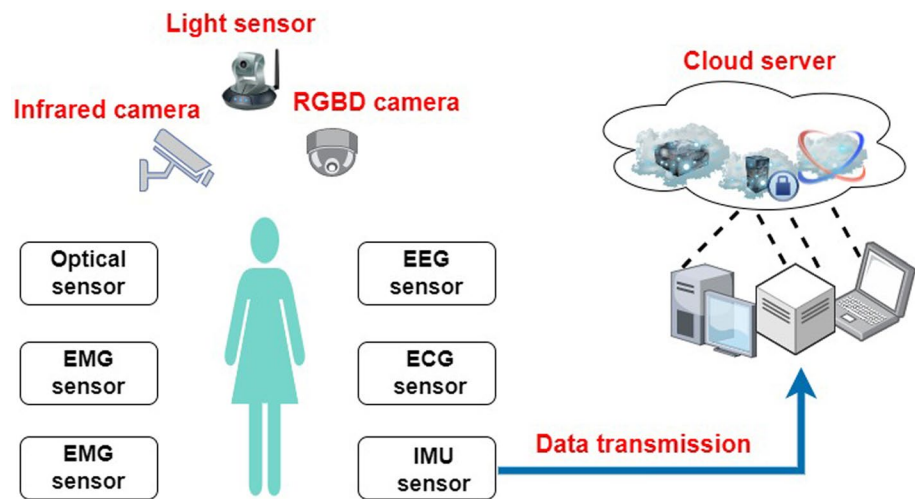 Light sensor
Cloud server
Infrared camera
RGBD camera
Optical
sensor
EEG
sensor
EMG
sensor
ECG
sensor
EMG
sensor
IMU
sensor
Data transmission